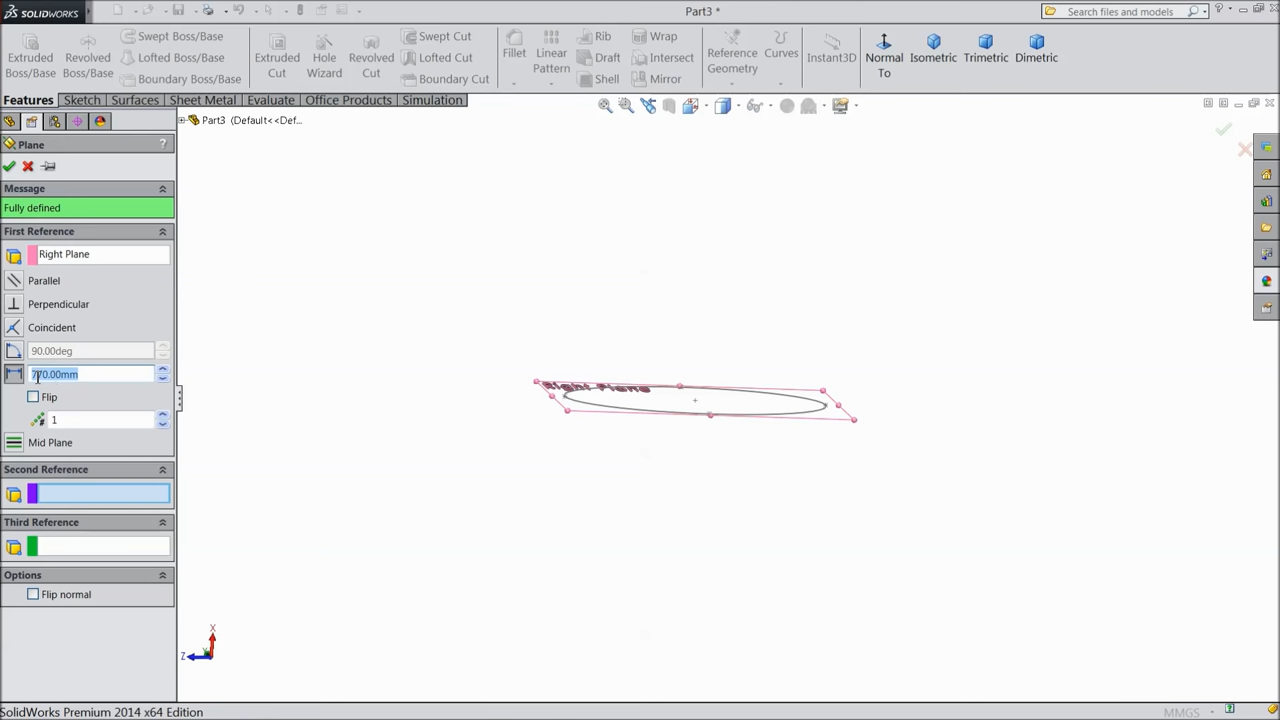 SOLIDWORKS
Part3 *
Search files and models
?
Extruded Boss/Base
Revolved Boss/Base
Swept Boss/Base
Lofted Boss/Base
Boundary Boss/Base
Extruded Cut
Hole Wizard
Revolved Cut
Swept Cut
Lofted Cut
Boundary Cut
Fillet
Linear Pattern
Rib
Draft
Shell
Wrap
Intersect
Mirror
Reference Geometry
Curves
Instant3D
Normal To
Isometric
Trimetric
Dimetric
Features
Sketch
Surfaces
Sheet Metal
Evaluate
Office Products
Simulation
Part3 (Default<<Def...
Plane
?
Message
Fully defined
First Reference
Right Plane
Parallel
Perpendicular
Coincident
90.00deg
770.00mm
Flip
1
Mid Plane
Second Reference
Third Reference
Options
Flip normal
Right Plane
X
Y
Z
SolidWorks Premium 2014 x64 Edition
MMGS
?